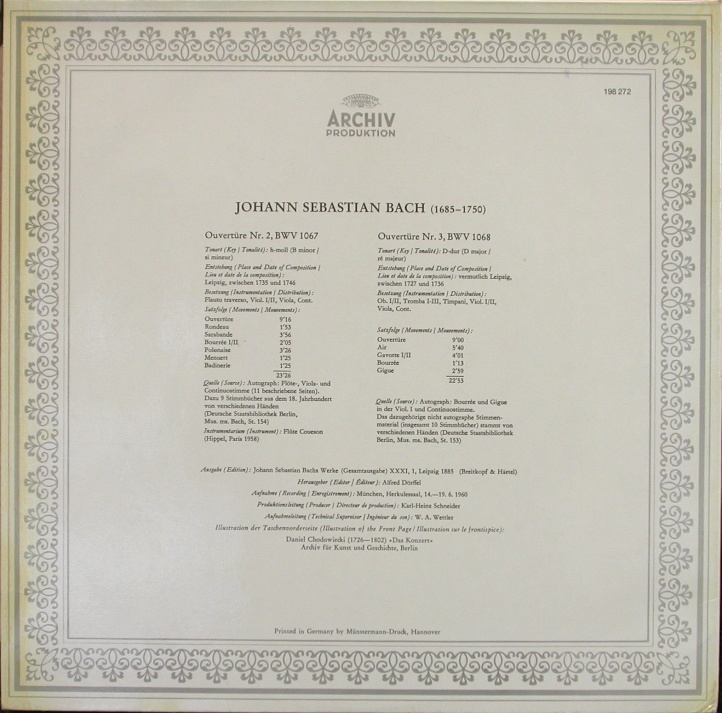 198 272
ARCHIV
PRODUKTION
JOHANN SEBASTIAN BACH (1685–1750)
Ouvertüre Nr. 2, BWV 1067
Tonart (Key | Tonalité): h-moll (B minor /
si mineur)
Entstehung (Place and Date of Composition |
Lieu et date de la composition):
Leipzig, zwischen 1735 und 1746
Besetzung (Instrumentation | Distribution):
Flauto traverso, Viol. I/II, Viola, Cont.
Satzfolge (Movements | Mouvements):
Ouvertüre 9'16
Rondeau 1'53
Sarabande 3'56
Bourrée I/II 2'05
Polonaise 3'26
Menuett 1'25
Badinerie 1'25
23'26
Quelle (Source): Autograph: Flöte-, Viola- und
Continuostimme (11 beschriebene Seiten).
Dazu 9 Stimmbücher aus dem 18. Jahrhundert
von verschiedenen Händen
(Deutsche Staatsbibliothek Berlin,
Mus. ms. Bach, St. 154)
Instrumentarium (Instrument): Flöte Couesnon
(Hippel, Paris 1958)
Ouvertüre Nr. 3, BWV 1068
Tonart (Key | Tonalité): D-dur (D major /
ré majeur)
Entstehung (Place and Date of Composition |
Lieu et date de la composition): vermutlich Leipzig,
zwischen 1727 und 1736
Besetzung (Instrumentation | Distribution):
Ob. I/II, Tromba I-III, Timpani, Viol. I/II,
Viola, Cont.
Satzfolge (Movements | Mouvements):
Ouvertüre 9'00
Air 5'40
Gavotte I/II 4'01
Bourrée 1'13
Gigue 2'59
22'53
Quelle (Source): Autograph: Bourrée und Gigue
in der Viol. I und Continuostimme.
Das dazugehörige nicht autographe Stimmen-
material (insgesamt 10 Stimmbücher) stammt von
verschiedenen Händen (Deutsche Staatsbibliothek
Berlin, Mus. ms. Bach, St. 153)
Ausgabe (Edition): Johann Sebastian Bachs Werke (Gesamtausgabe) XXXI, 1, Leipzig 1885 (Breitkopf & Härtel)
Herausgeber (Editor | Éditeur): Alfred Dörffel
Aufnahme (Recording | Enregistrement): München, Herkulessaal, 14.—19. 6. 1960
Produktionsleitung (Producer | Directeur de production): Karl-Heinz Schneider
Aufnahmeleitung (Technical Supervisor | Ingénieur du son): W. A. Wettler
Illustration der Taschenvorderseite (Illustration of the Front Page | Illustration sur le frontispice):
Daniel Chodowiecki (1726—1802) »Das Konzert«
Archiv für Kunst und Geschichte, Berlin
Printed in Germany by Münstermann-Druck, Hannover